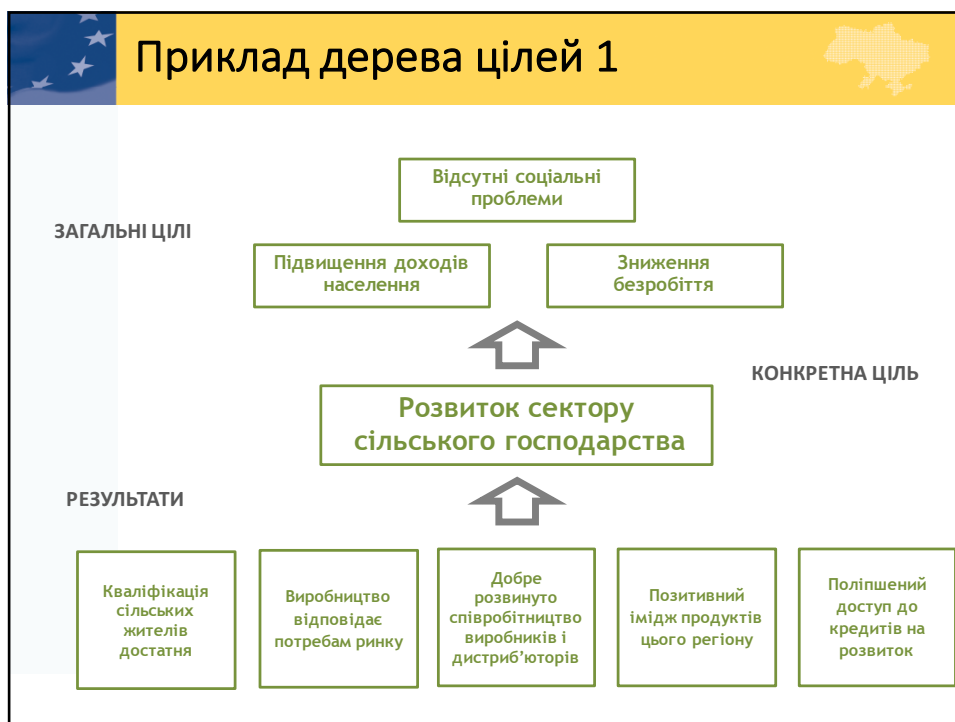 Приклад дерева цілей 1
Відсутні соціальні
проблеми
ЗАГАЛЬНІ ЦІЛІ
Підвищення доходів
населення
Зниження
безробіття
КОНКРЕТНА ЦІЛЬ
Розвиток сектору
сільського господарства
РЕЗУЛЬТАТИ
Кваліфікація
сільських
жителів
достатня
Виробництво
відповідає
потребам ринку
Добре
розвинуто
співробітництво
виробників і
дистриб’юторів
Позитивний
імідж продуктів
цього регіону
Поліпшений
доступ до
кредитів на
розвиток